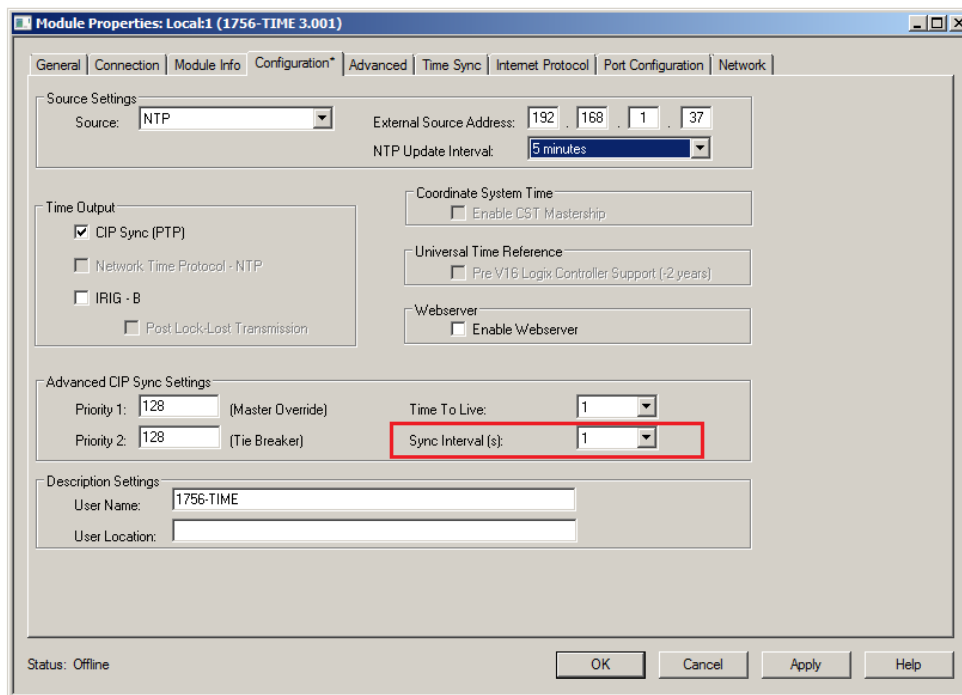 Module Properties: Local:1 (1756-TIME 3.001)
General Connection Module Info Configuration* Advanced Time Sync Internet Protocol Port Configuration Network
Source Settings
Source: NTP External Source Address: 192 . 168 . 1 . 37
NTP Update Interval: 5 minutes
Coordinate System Time
Enable CST Mastership
Time Output
CIP Sync (PTP)
Universal Time Reference
Network Time Protocol - NTP
Pre V16 Logix Controller Support (-2 years)
IRIG - B
Webserver
Post Lock-Lost Transmission
Enable Webserver
Advanced CIP Sync Settings
Priority 1: 128 (Master Override) Time To Live: 1
Priority 2: 128 (Tie Breaker) Sync Interval (s): 1
Description Settings
User Name: 1756-TIME
User Location:
Status: Offline OK Cancel Apply Help